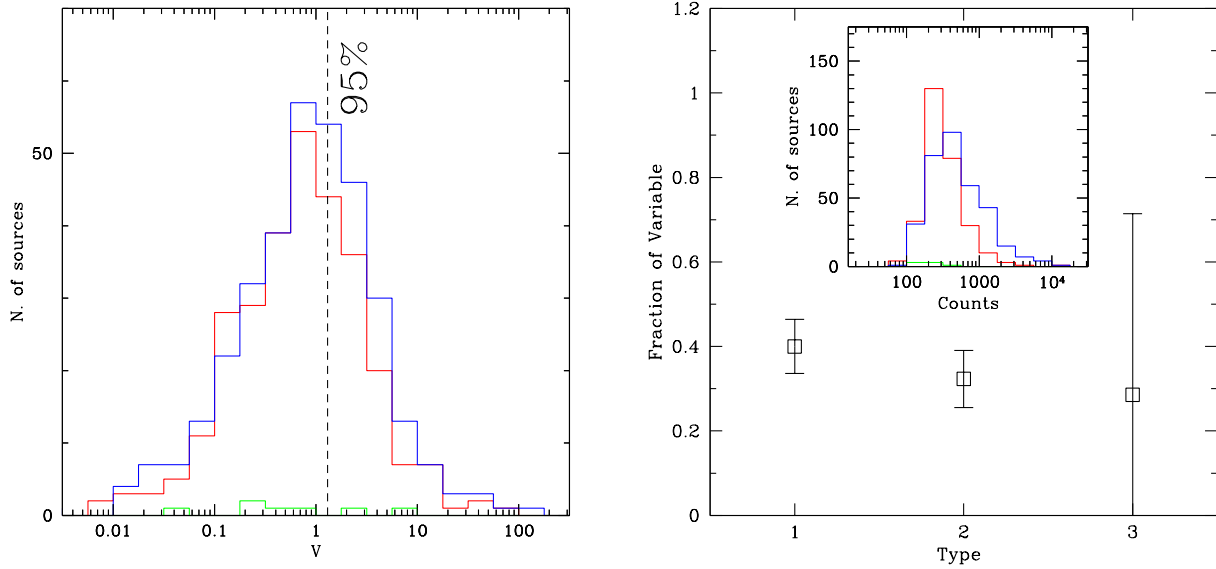 95%
50
0
N. of sources
0.01 0.1 1 10 100
V
1.2
1
0.8
0.6
0.4
0.2
0
Fraction of Variable
1 2 3
Type
150
100
50
0
N. of sources
100 1000 10⁴
Counts